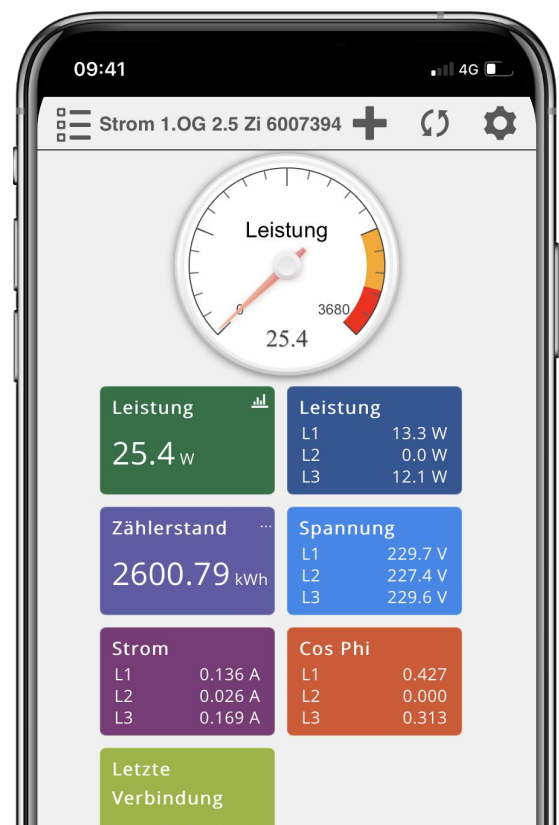 09:41
4G
Strom 1.OG 2.5 Zi 6007394
Leistung
0
3680
25.4
Leistung
25.4 W
Leistung
L1 13.3 W
L2 0.0 W
L3 12.1 W
Zählerstand ...
2600.79 kWh
Spannung
L1 229.7 V
L2 227.4 V
L3 229.6 V
Strom
L1 0.136 A
L2 0.026 A
L3 0.169 A
Cos Phi
L1 0.427
L2 0.000
L3 0.313
Letzte
Verbindung